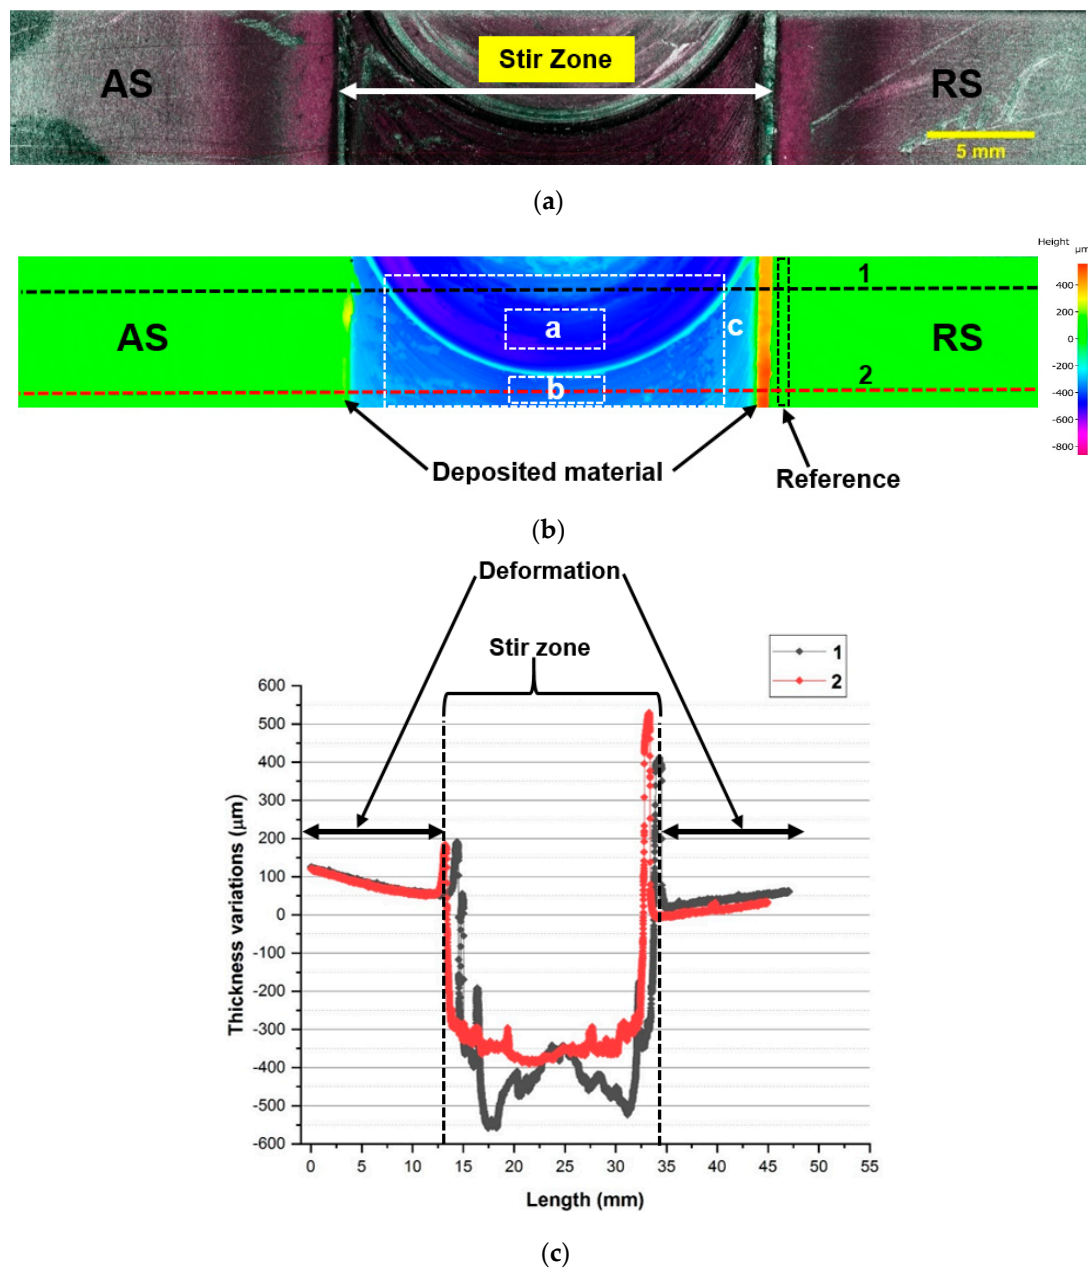 Stir Zone
AS
RS
5 mm
(a)
Height
µm
1
400
200
a
c
AS
RS
0
-200
2
b
-400
-600
-800
Deposited material
Reference
(b)
Deformation
Stir zone
1
2
600
500
400
300
200
100
0
-100
-200
-300
-400
-500
-600
Thickness variations (µm)
0 5 10 15 20 25 30 35 40 45 50 55
Length (mm)
(c)